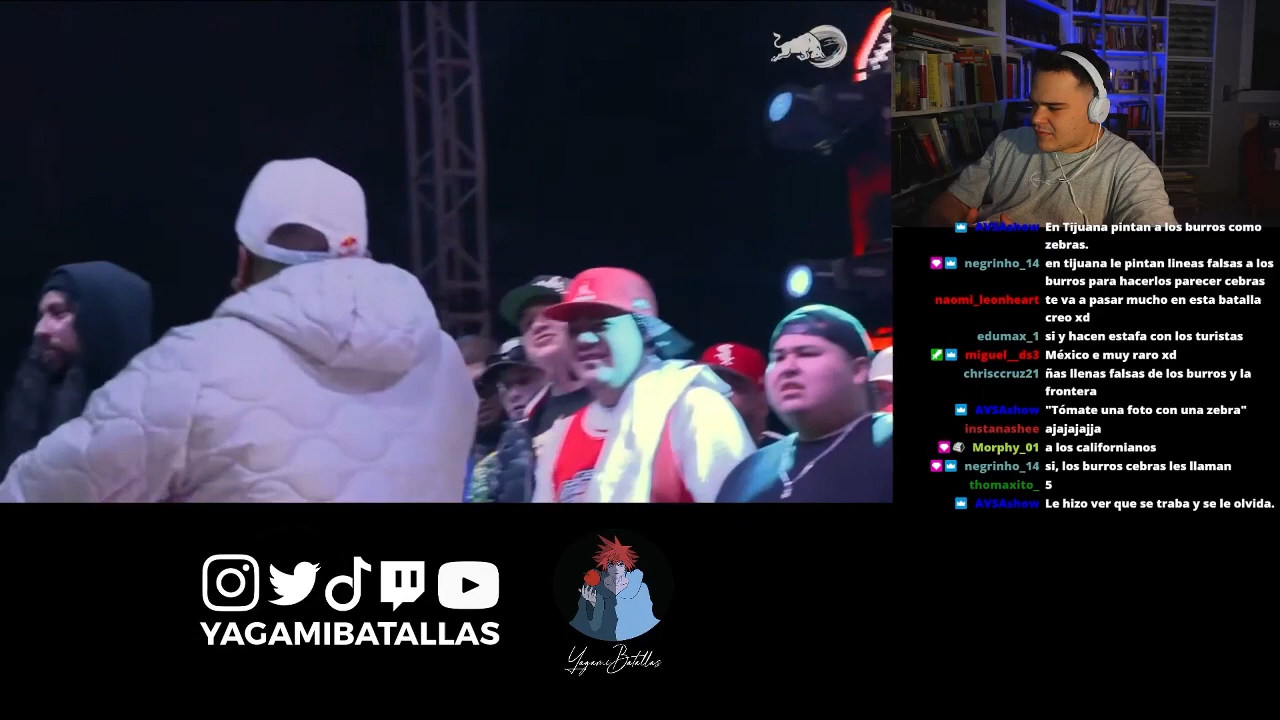 AVSAshow En Tijuana pintan a los burros como
zebras.
negrinho_14 en tijuana le pintan lineas falsas a los
burros para hacerlos parecer cebras
naomi_leonheart te va a pasar mucho en esta batalla
creo xd
edumax_1 si y hacen estafa con los turistas
miguel__ds3 México e muy raro xd
chrisccruz21 ñas llenas falsas de los burros y la
frontera
AVSAshow "Tómate una foto con una zebra"
instanashee ajajajajja
Morphy_01 a los californianos
negrinho_14 si, los burros cebras les llaman
thomaxito_ 5
AVSAshow Le hizo ver que se traba y se le olvida.
YAGAMIBATALLAS
YagamiBatallas